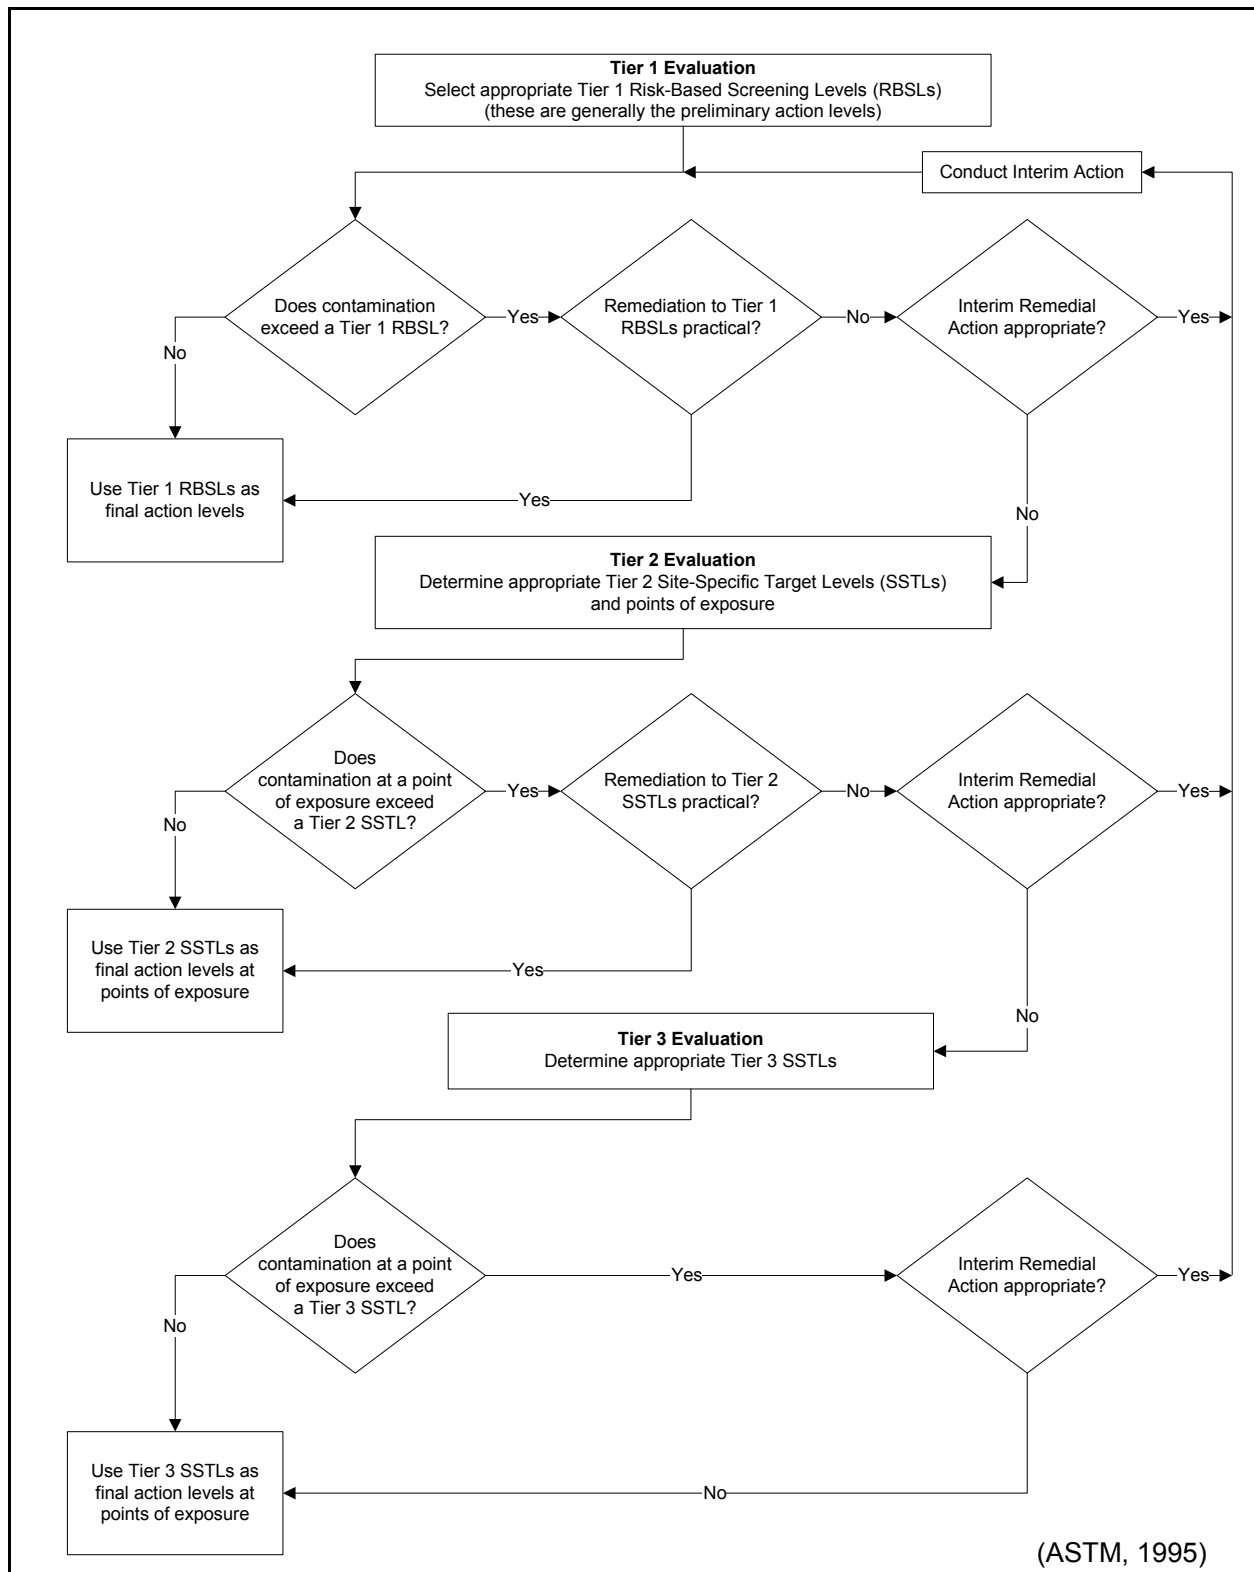 Tier 1 Evaluation
Select appropriate Tier 1 Risk-Based Screening Levels (RBSLs)
(these are generally the preliminary action levels)
Conduct Interim Action
Does contamination
exceed a Tier 1 RBSL?
Yes
Remediation to Tier 1
RBSLs practical?
No
Interim Remedial
Action appropriate?
Yes
No
Use Tier 1 RBSLs as
final action levels
Yes
No
Tier 2 Evaluation
Determine appropriate Tier 2 Site-Specific Target Levels (SSTLs)
and points of exposure
Does
contamination at a point
of exposure exceed
a Tier 2 SSTL?
Yes
Remediation to Tier 2
SSTLs practical?
No
Interim Remedial
Action appropriate?
Yes
No
Use Tier 2 SSTLs as
final action levels at
points of exposure
Yes
No
Tier 3 Evaluation
Determine appropriate Tier 3 SSTLs
Does
contamination at a point
of exposure exceed
a Tier 3 SSTL?
Yes
Interim Remedial
Action appropriate?
Yes
No
Use Tier 3 SSTLs as
final action levels at
points of exposure
No
(ASTM, 1995)